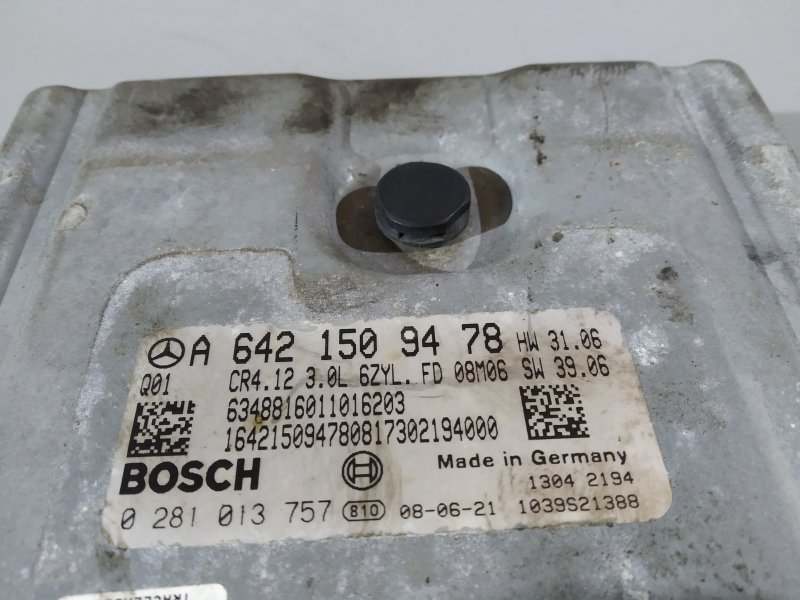 A 642 150 94 78 HW 31.06
Q01 CR4.12 3.0L 6ZYL. FD 08M06 SW 39.06
6348816011016203
164215094780817302194000
BOSCH Made in Germany
1304 2194
0 281 013 757 810 08-06-21 1039S21388